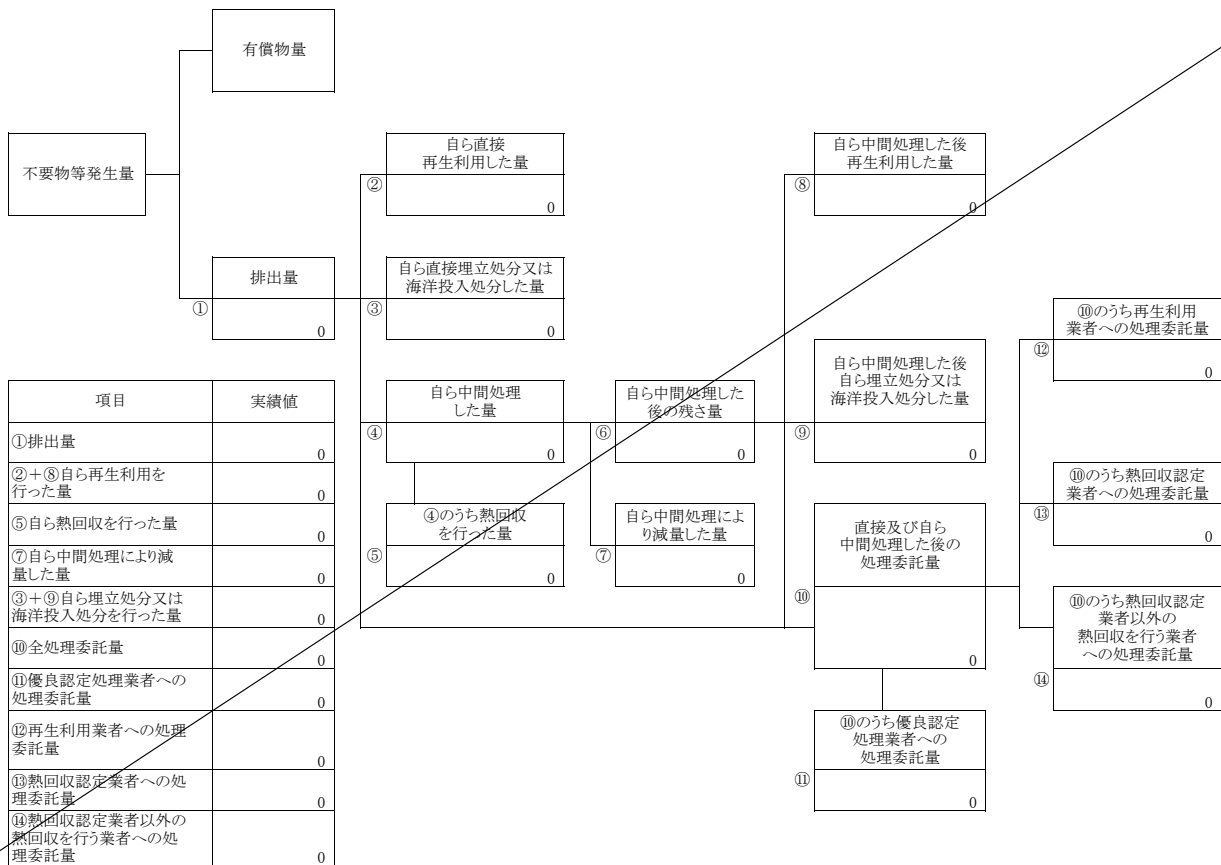 有償物量
不要物等発生量
自ら直接
再生利用した量
②
0
自ら中間処理した後
再生利用した量
⑧
0
排出量
①
0
自ら直接埋立処分又は
海洋投入処分した量
③
0
⑩のうち再生利用
業者への処理委託量
⑫
0
自ら中間処理
した量
④
0
自ら中間処理した
後の残さ量
⑥
0
自ら中間処理した後
自ら埋立処分又は
海洋投入処分した量
⑨
0
④のうち熱回収
を行った量
⑤
0
自ら中間処理によ
り減量した量
⑦
0
直接及び自ら
中間処理した後の
処理委託量
⑩
0
⑩のうち熱回収認定
業者への処理委託量
⑬
0
⑩のうち熱回収認定
業者以外の
熱回収を行う業者
への処理委託量
⑭
0
⑩のうち優良認定
処理業者への
処理委託量
⑪
0
項目 実績値
①排出量 0
②+⑧自ら再生利用を
行った量 0
⑤自ら熱回収を行った量 0
⑦自ら中間処理により減
量した量 0
③+⑨自ら埋立処分又は
海洋投入処分を行った量 0
⑩全処理委託量 0
⑪優良認定処理業者への
処理委託量 0
⑫再生利用業者への処理
委託量 0
⑬熱回収認定業者への処
理委託量 0
⑭熱回収認定業者以外の
熱回収を行う業者への処
理委託量 0